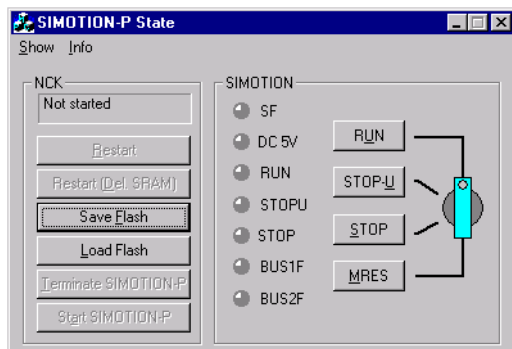 SIMOTION-P State
Show Info
NCK
Not started
Restart
Restart (Del. SRAM)
Save Flash
Load Flash
Terminate SIMOTION-P
Start SIMOTION-P
SIMOTION
SF
DC 5V
RUN
STOPU
STOP
BUS1F
BUS2F
RUN
STOP-U
STOP
MRES